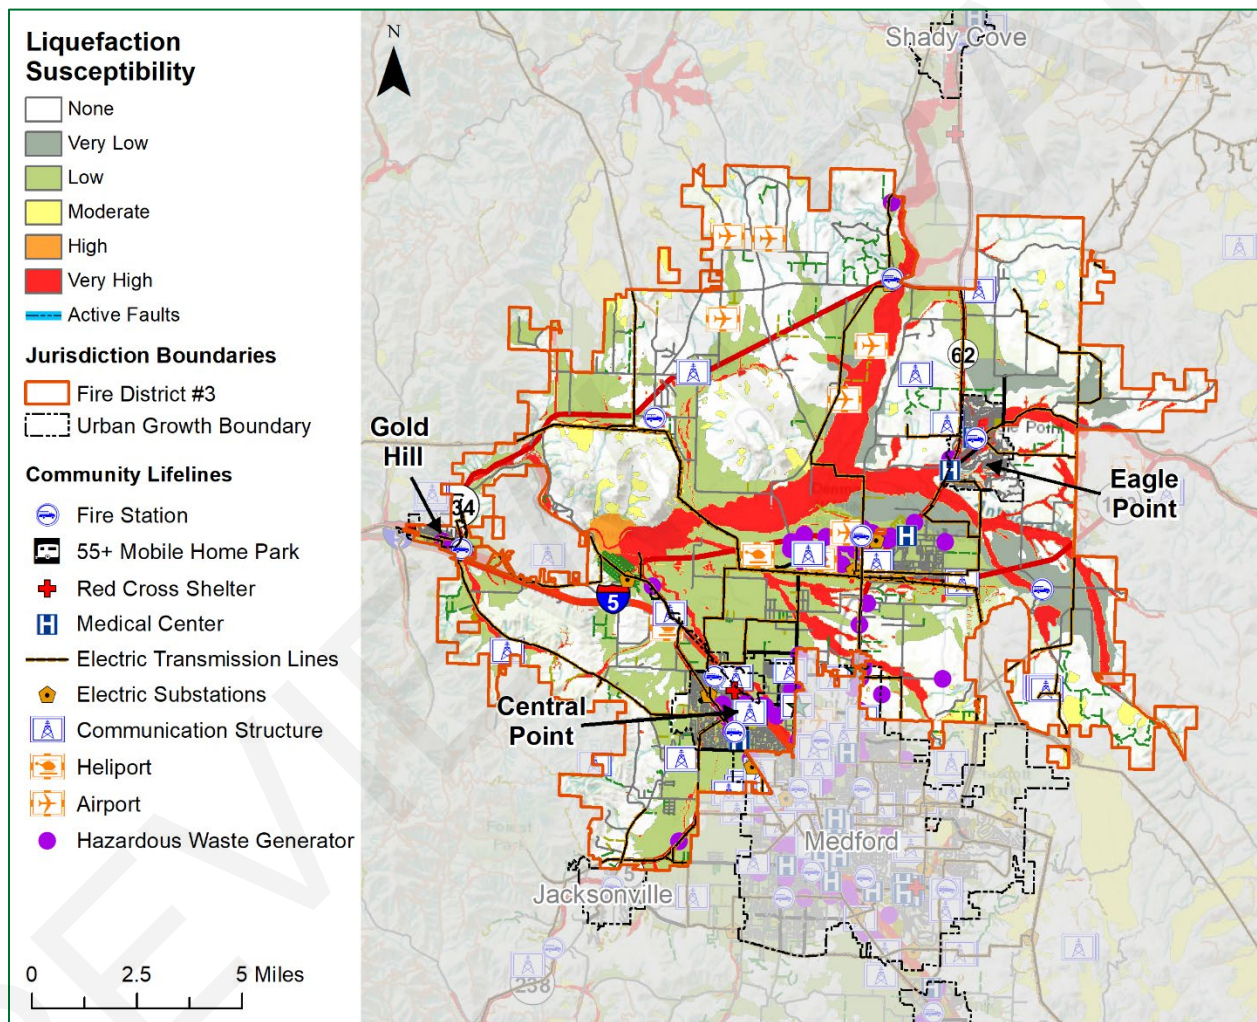 Liquefaction
Susceptibility
None
Very Low
Low
Moderate
High
Very High
Active Faults
Jurisdiction Boundaries
Fire District #3
Urban Growth Boundary
Community Lifelines
Fire Station
55+ Mobile Home Park
Red Cross Shelter
H
Medical Center
Electric Transmission Lines
Electric Substations
Communication Structure
Heliport
Airport
Hazardous Waste Generator
0
2.5
5 Miles
N
Shady Cove
62
Gold
Hill
34
H
Eagle
Point
H
5
Central
Point
H
Medford
Jacksonville
238